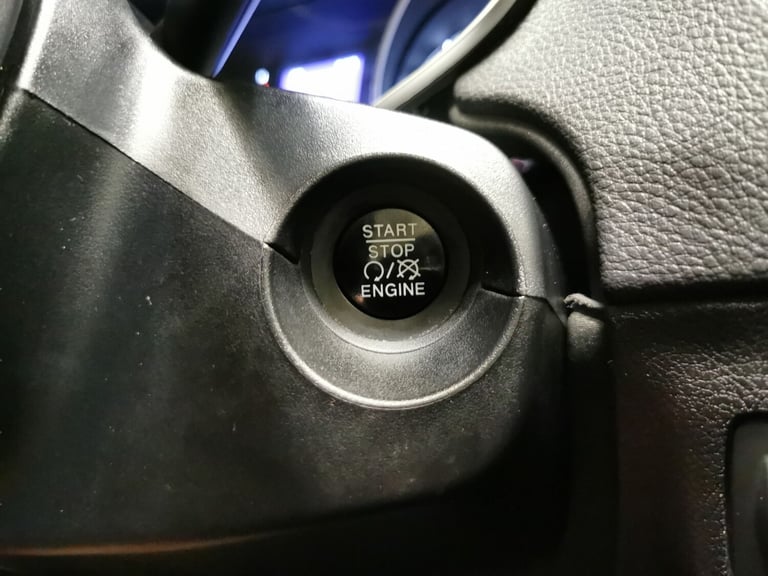 START
STOP
/
ENGINE